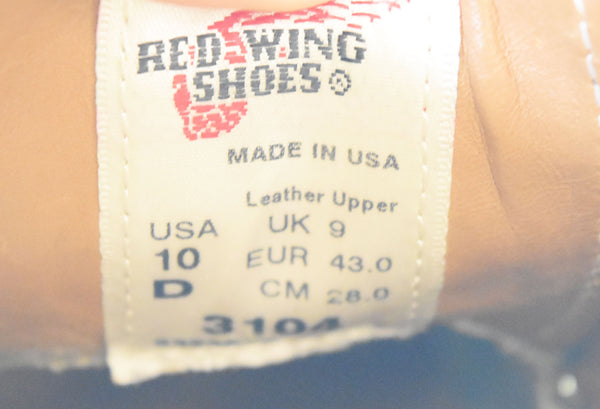 RED WING
SHOES ®
MADE IN USA
Leather Upper
USA UK 9
10 EUR 43.0
D CM 28.0
3104